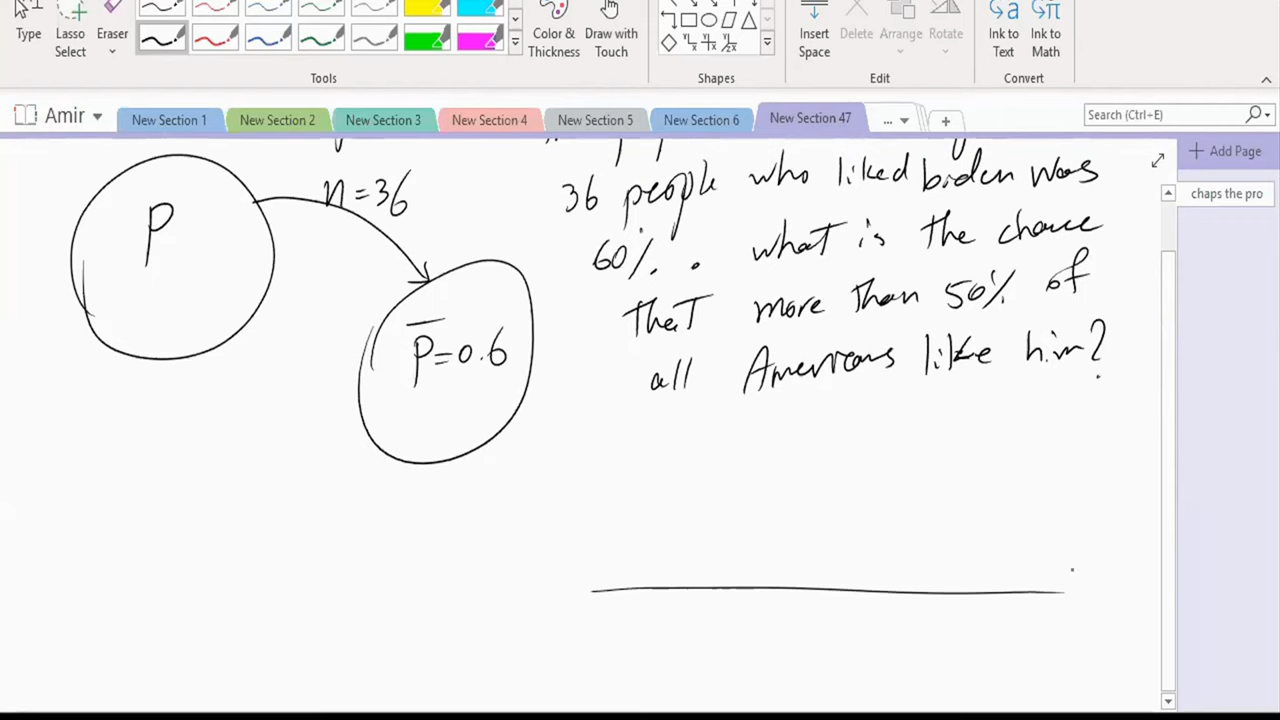 Type
Lasso Select
Eraser
Color & Thickness
Draw with Touch
Insert Space
Delete
Arrange
Rotate
Ink to Text
Ink to Math
Tools
Shapes
Edit
Convert
Amir
New Section 1
New Section 2
New Section 3
New Section 4
New Section 5
New Section 6
New Section 47
...
Search (Ctrl+E)
Add Page
chaps the pro
P
n=36
p̅=0.6
36 people who liked biden was
60%. what is the chance
that more than 50% of
all Americans like him?